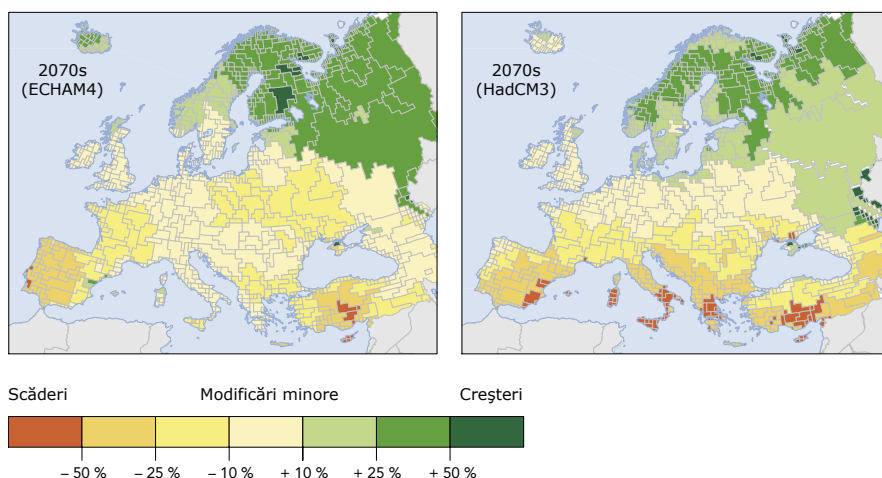 2070s
(ECHAM4)
2070s
(HadCM3)
Scăderi Modificări minore Creşteri
– 50 % – 25 % – 10 % + 10 % + 25 % + 50 %